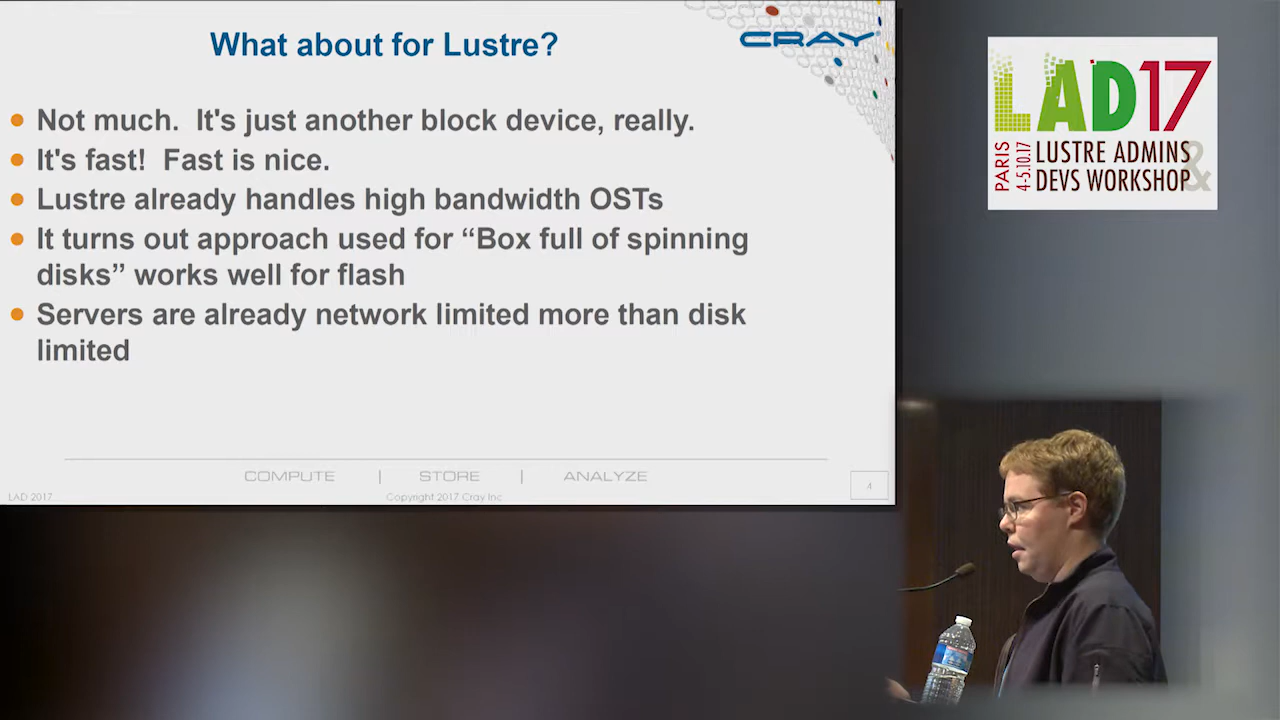 What about for Lustre?
CRAY
Not much. It's just another block device, really.
It's fast! Fast is nice.
Lustre already handles high bandwidth OSTs
It turns out approach used for “Box full of spinning
disks” works well for flash
Servers are already network limited more than disk
limited
COMPUTE | STORE | ANALYZE
LAD 2017
Copyright 2017 Cray Inc.
4
LAD17
PARIS
4-5.10.17
LUSTRE ADMINS
&
DEVS WORKSHOP